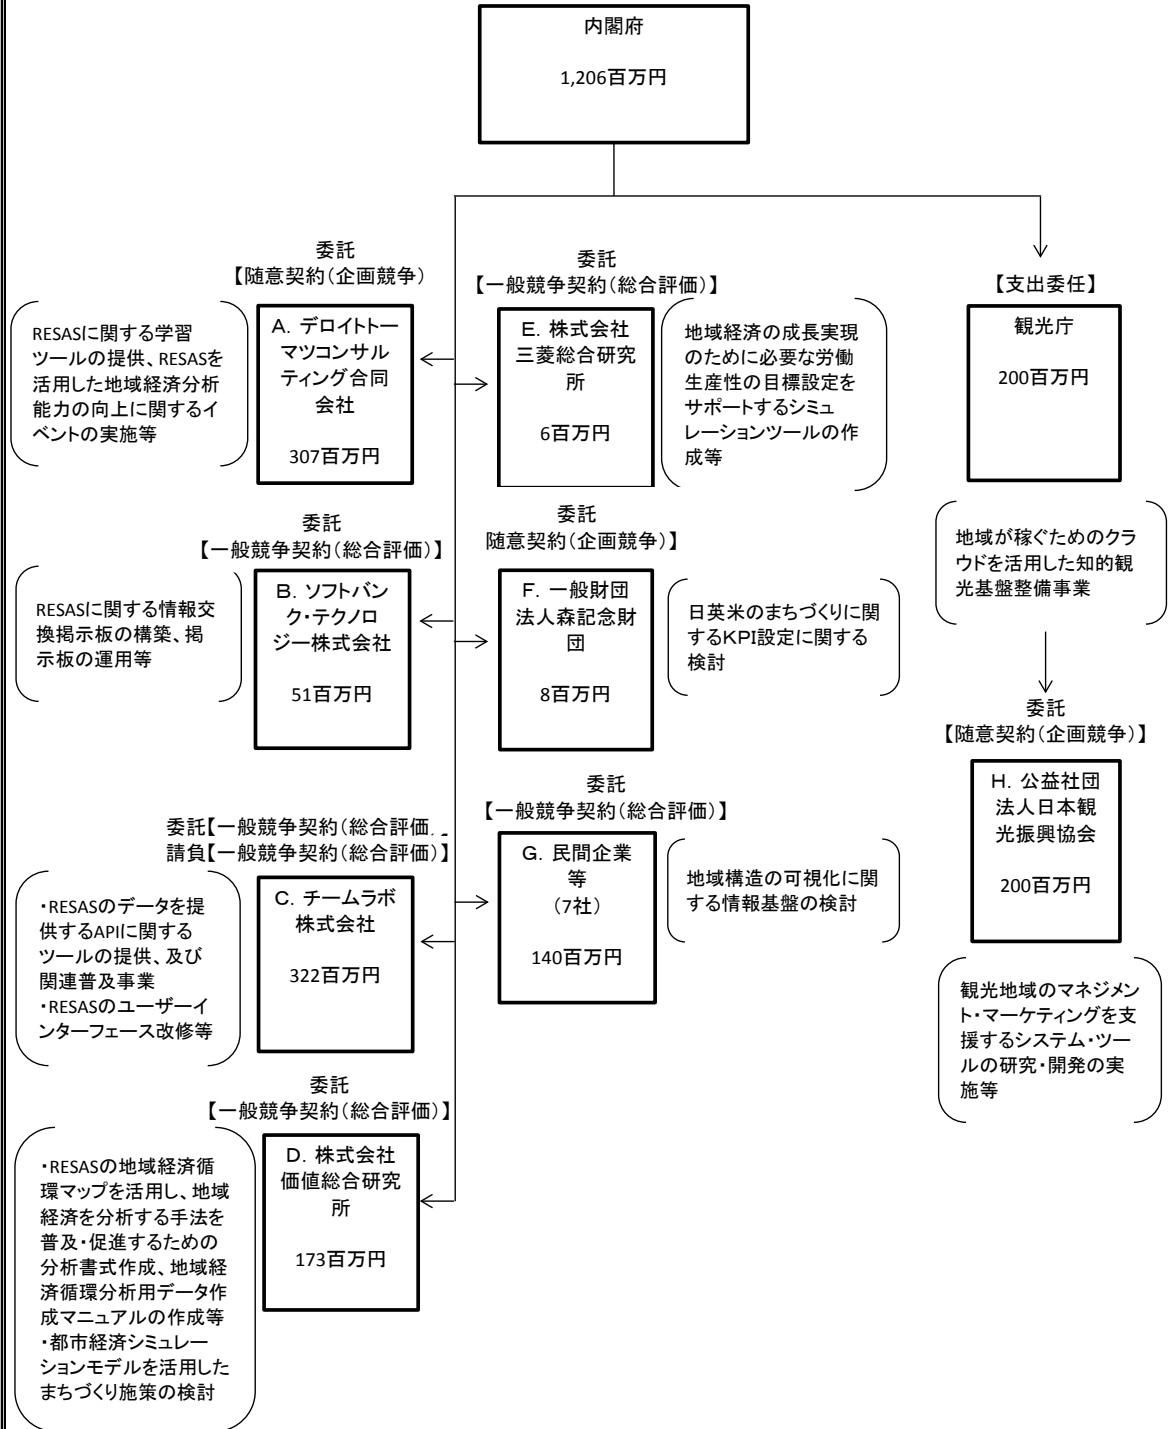 内閣府
1,206百万円
委託
【随意契約（企画競争）
RESASに関する学習
ツールの提供、RESASを
活用した地域経済分析
能力の向上に関するイ
ベントの実施等
A. デロイトトー
マツコンサル
ティング合同
会社
307百万円
委託
【一般競争契約（総合評価）】
E. 株式会社
三菱総合研究
所
6百万円
地域経済の成長実現
のために必要な労働
生産性の目標設定を
サポートするシミュ
レーションツールの作
成等
【支出委任】
観光庁
200百万円
地域が稼ぐためのクラ
ウドを活用した知的観
光基盤整備事業
委託
【一般競争契約（総合評価）】
RESASに関する情報交
換掲示板の構築、掲
示板の運用等
B. ソフトバン
ク・テクノロ
ジー株式会社
51百万円
委託
随意契約（企画競争）】
F. 一般財団
法人森記念財
団
8百万円
日英米のまちづくりに関
するKPI設定に関する
検討
委託
【随意契約（企画競争）】
H. 公益社団
法人日本観
光振興協会
200百万円
観光地域のマネジメン
ト・マーケティングを支
援するシステム・ツー
ルの研究・開発の実
施等
委託【一般競争契約（総合評価
請負【一般競争契約（総合評価）】
・RESASのデータを提
供するAPIに関する
ツールの提供、及び
関連普及事業
・RESASのユーザーイ
ンターフェース改修等
C. チームラボ
株式会社
322百万円
委託
【一般競争契約（総合評価）】
G. 民間企業
等
（7社）
140百万円
地域構造の可視化に関
する情報基盤の検討
委託
【一般競争契約（総合評価）】
・RESASの地域経済循
環マップを活用し、地域
経済を分析する手法を
普及・促進するための
分析書式作成、地域経
済循環分析用データ作
成マニュアルの作成等
・都市経済シミュレー
ションモデルを活用した
まちづくり施策の検討
D. 株式会社
価値総合研究
所
173百万円